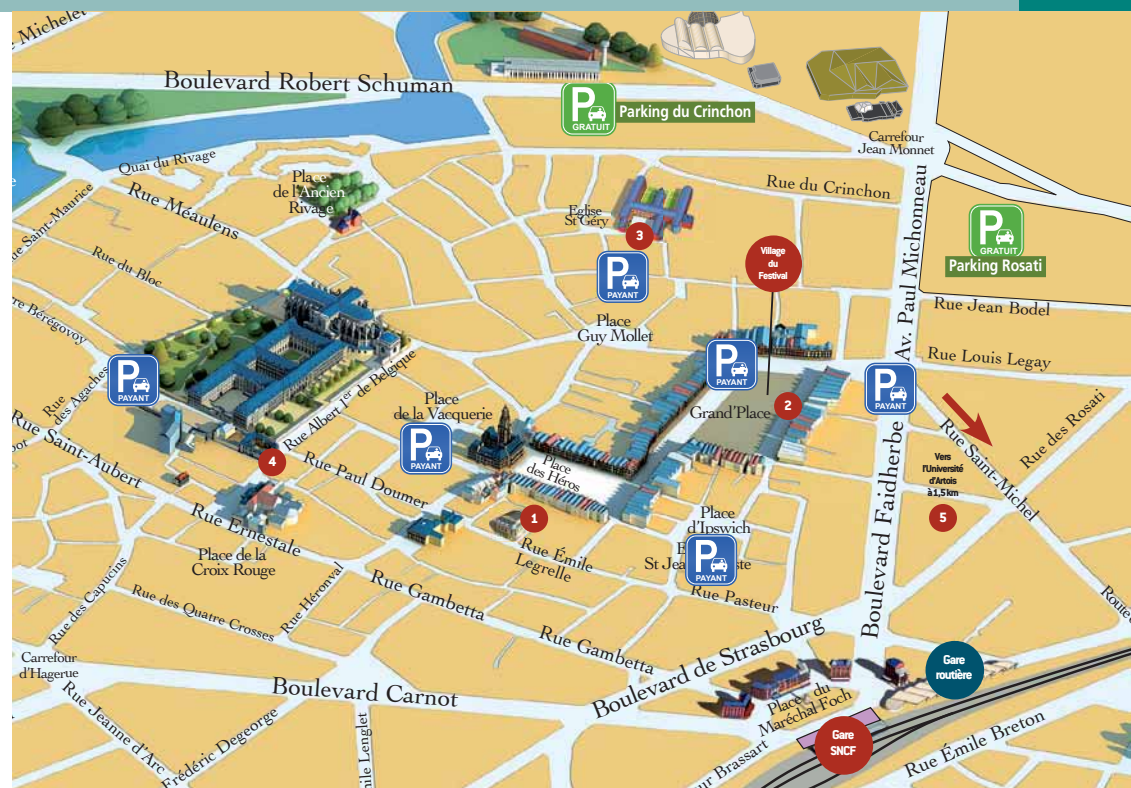 Michelet
Boulevard Robert Schuman
P
GRATUIT
Parking du Crinchon
Carrefour
Jean Monnet
Quai du Rivage
Place
de l'Ancien
Rivage
Rue du Crinchon
Rue Saint-Maurice
Rue Méaulens
Eglise
St Géry
3
Av. Paul Michonneau
P
GRATUIT
Parking Rosati
Rue du Bloc
Village
du
Festival
P
PAYANT
Rue Jean Bodel
Bérégovoy
Place
Guy Mollet
Rue Louis Legay
P
PAYANT
P
PAYANT
P
PAYANT
Rue
des Agaches
Rue Albert 1er de Belgique
Place
de la Vacquerie
Grand'Place
2
Rue des Rosati
Rue Saint-Michel
Rue Saint-Aubert
P
PAYANT
Place
des Héros
Vers
l'Université
d'Artois
à 1,5 km
5
4
Rue Paul Doumer
Boulevard Faidherbe
1
Rue Ernestale
Place
d'Ipswich
Rue Émile
Legrelle
St
P
PAYANT
Place de la
Croix Rouge
Rue des Capucins
Rue Héronval
Rue Gambetta
Rue Pasteur
Rue des Quatre Crosses
Rue Gambetta
Boulevard de Strasbourg
Carrefour
d'Hagerue
Gare
routière
Boulevard Carnot
Place du
Maréchal Foch
Rue Jeanne d'Arc
Frédéric Degeorge
Lenglet
Gare
SNCF
Brassart
Rue Émile Breton